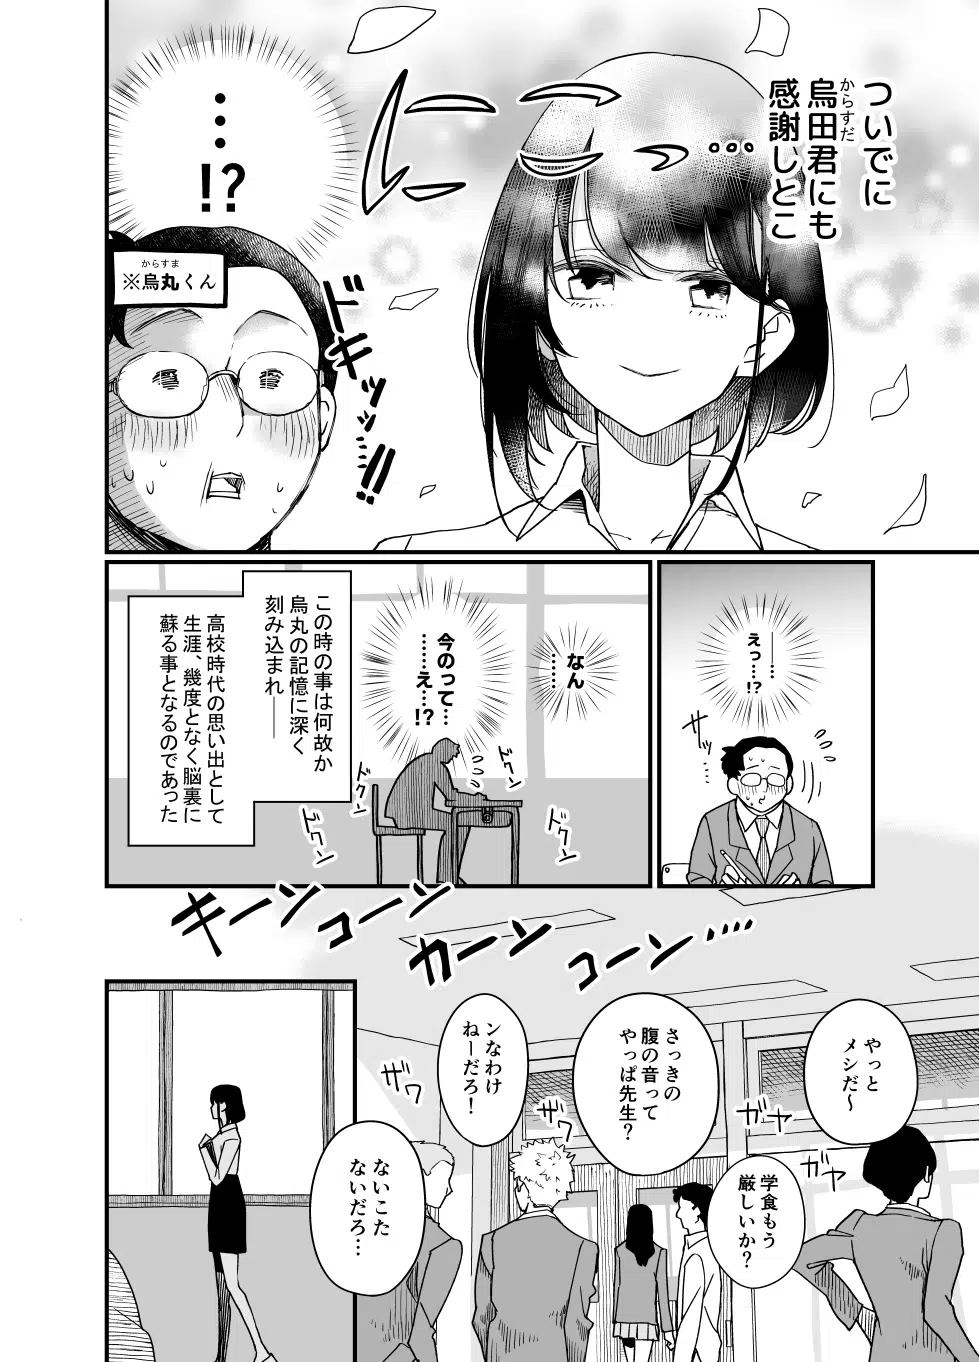 ついでに
烏田君にも
からすだ
感謝しとこ
…
にこっ
…
!?
からすま
※烏丸くん
ドキッッ!!!
……
えっ…!?
サッ…
……
なん
……
今のって…
……え…!?
ドクン
ドクン
ドクン
ドクン
この時の事は何故か
烏丸の記憶に深く
刻み込まれ――
高校時代の思い出として
生涯、幾度となく脳裏に
蘇る事となるのであった
キーンコーンカーンコーン‥‥
やっと
メシだ～
ガヤ
ガヤ
学食もう
厳しいか?
さっきの
腹の音って
やっぱ先生?
ザワ
ンなわけ
ねーだろ!
ザワ
ないこた
ないだろ…